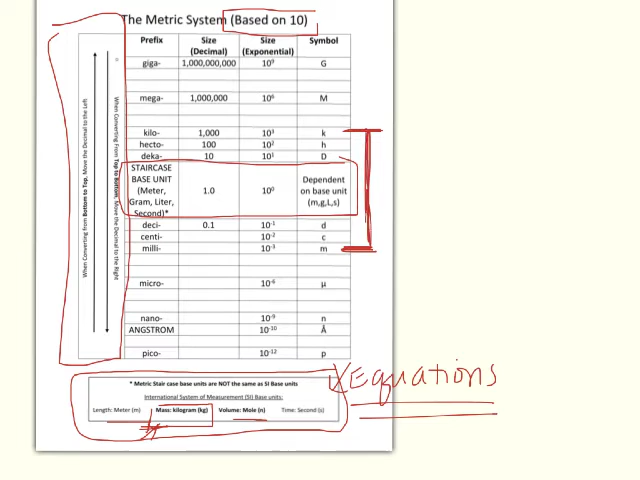 The Metric System (Based on 10)
Prefix Size (Decimal) Size (Exponential) Symbol
giga- 1,000,000,000 10⁹ G
mega- 1,000,000 10⁶ M
kilo- 1,000 10³ k
hecto- 100 10² h
deka- 10 10¹ D
STAIRCASE
BASE UNIT
(Meter,
Gram, Liter,
Second)*
1.0 10⁰
Dependent
on base unit
(m,g,L,s)
deci- 0.1 10⁻¹ d
centi- 10⁻² c
milli- 10⁻³ m
micro- 10⁻⁶ μ
nano- 10⁻⁹ n
ANGSTROM 10⁻¹⁰ Å
pico- 10⁻¹² p
When Converting from Bottom to Top, Move the Decimal to the Left
When Converting From Top to Bottom, Move the Decimal to the Right
* Metric Stair case base units are NOT the same as SI Base units
International System of Measurement (SI) Base units:
Length: Meter (m) Mass: kilogram (kg) Volume: Mole (n) Time: Second (s)
Equations